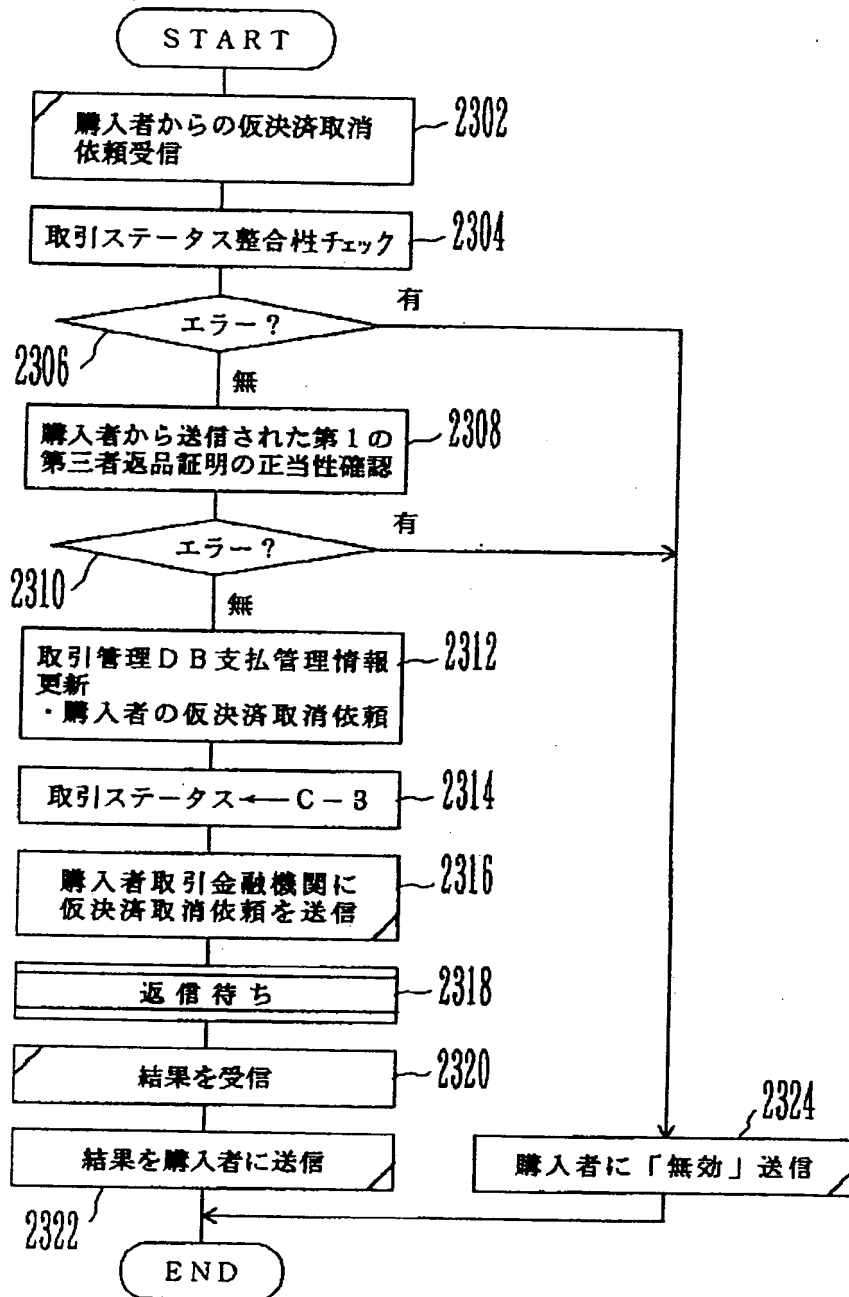 START
購入者からの仮決済取消
依頼受信
2302
取引ステータス整合性チェック
2304
有
エラー?
2306
無
購入者から送信された第1の
第三者返品証明の正当性確認
2308
有
エラー?
2310
無
取引管理DB支払管理情報
更新
・購入者の仮決済取消依頼
2312
取引ステータス←C-3
2314
購入者取引金融機関に
仮決済取消依頼を送信
2316
返信待ち
2318
結果を受信
2320
2324
結果を購入者に送信
購入者に「無効」送信
2322
END